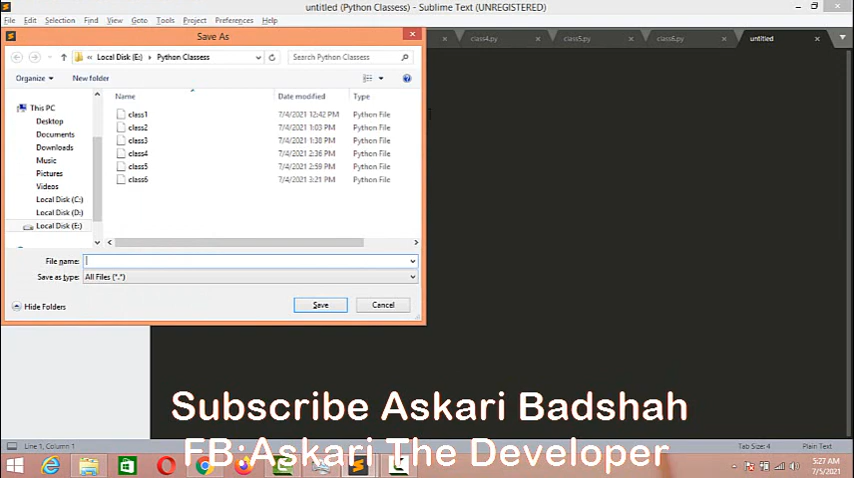 untitled (Python Classess) - Sublime Text (UNREGISTERED)
File Edit Selection Find View Goto Tools Project Preferences Help
class4.py class5.py class6.py untitled
Save As
« Local Disk (E:) Python Classess
Search Python Classess
Organize New folder
Name Date modified Type
This PC
Desktop
Documents
Downloads
Music
Pictures
Videos
Local Disk (C:)
Local Disk (D:)
Local Disk (E:)
class1 7/4/2021 12:42 PM Python File
class2 7/4/2021 1:03 PM Python File
class3 7/4/2021 1:38 PM Python File
class4 7/4/2021 2:36 PM Python File
class5 7/4/2021 2:59 PM Python File
class6 7/4/2021 3:21 PM Python File
File name:
Save as type: All Files (*.*)
Hide Folders Save Cancel
Subscribe Askari Badshah
FB:Askari The Developer
Line 1, Column 1 Tab Size: 4 Plain Text
5:27 AM
7/5/2021